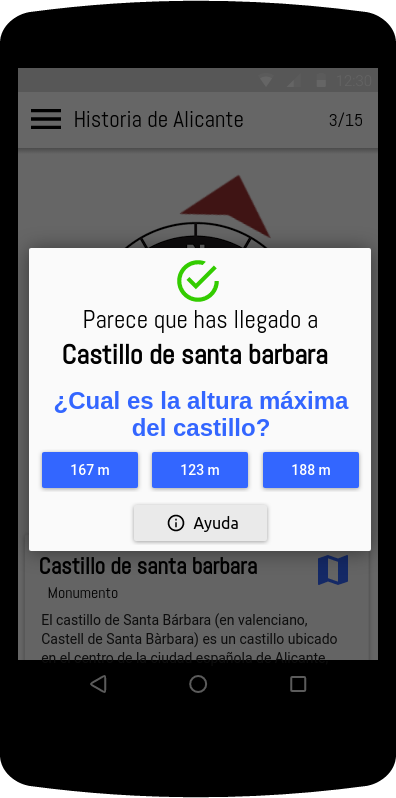 12:30
Historia de Alicante 3/15
N
Parece que has llegado a
Castillo de santa barbara
¿Cual es la altura máxima
del castillo?
167 m 123 m 188 m
Ayuda
Castillo de santa barbara
Monumento
El castillo de Santa Bárbara (en valenciano,
Castell de Santa Bàrbara) es un castillo ubicado
en el centro de la ciudad española de Alicante